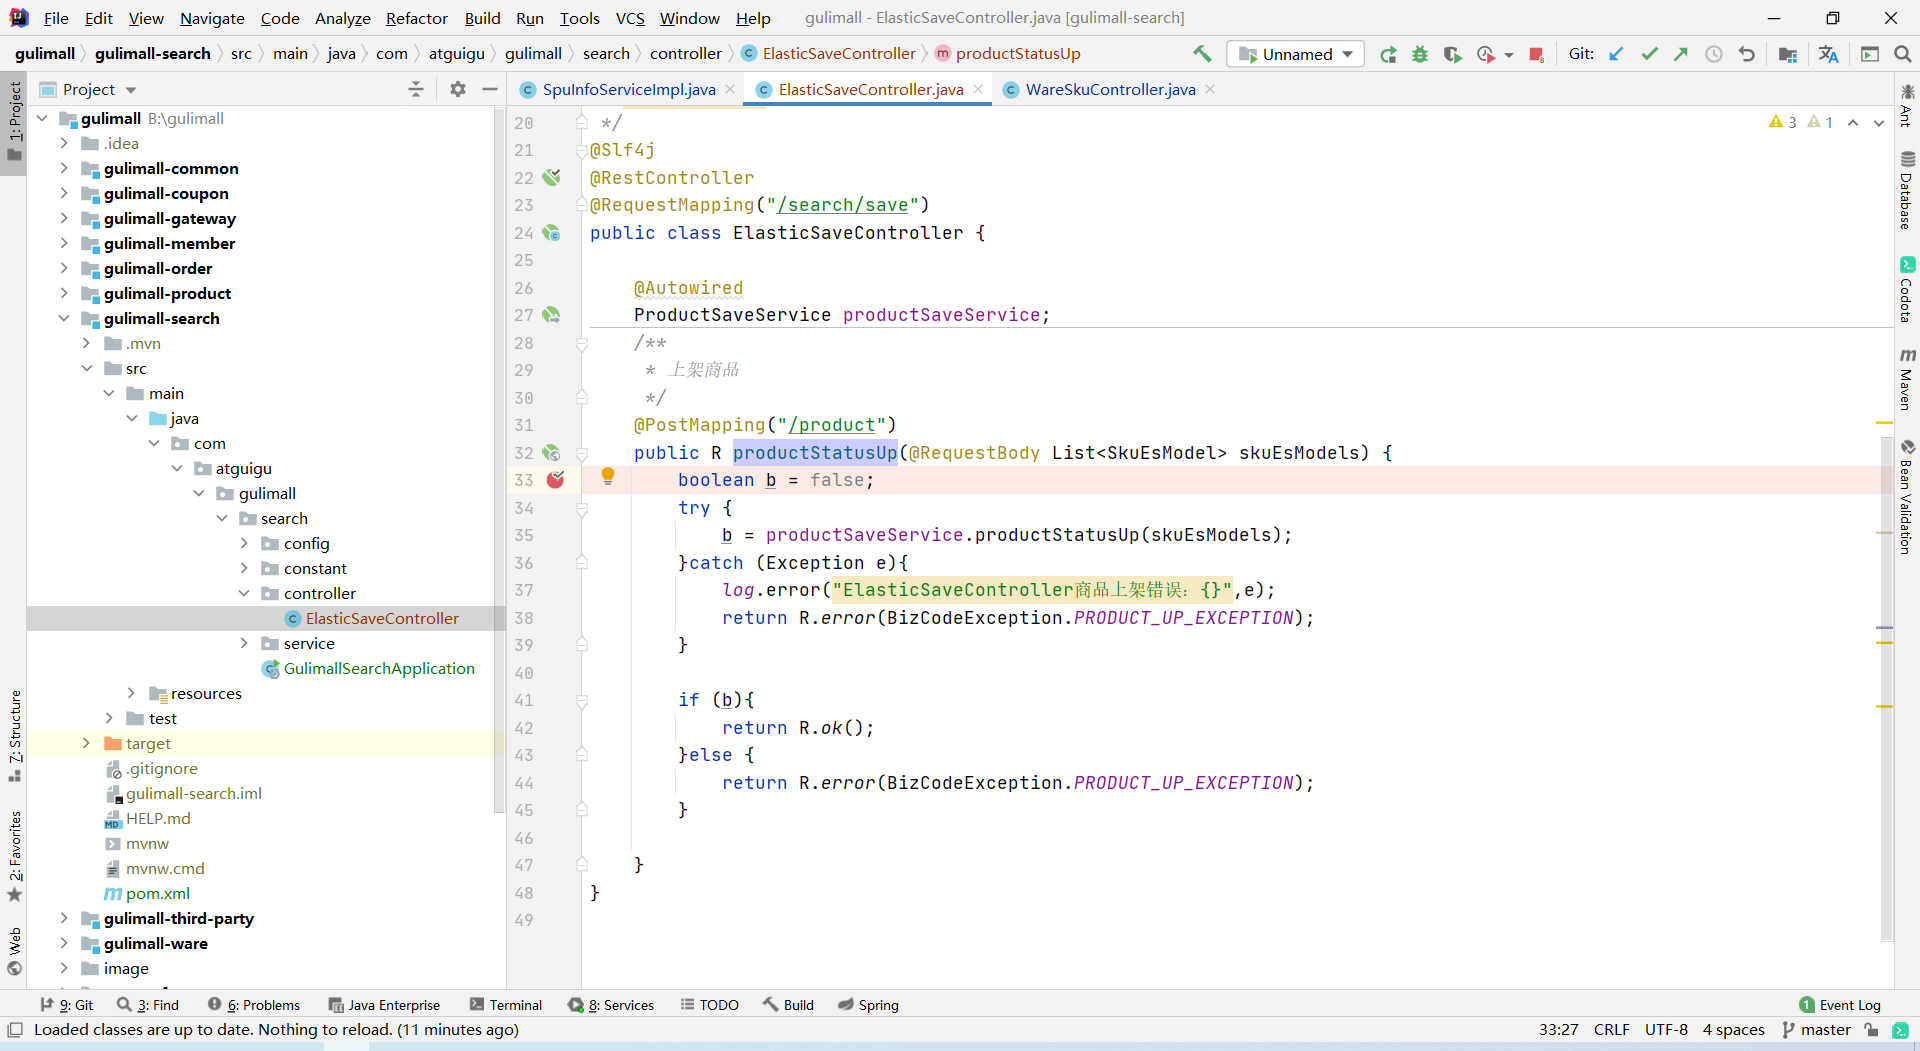 File Edit View Navigate Code Analyze Refactor Build Run Tools VCS Window Help gulimall - ElasticSaveController.java [gulimall-search]
gulimall gulimall-search src main java com atguigu gulimall search controller ElasticSaveController productStatusUp Unnamed Git:
Project
SpuInfoServiceImpl.java ElasticSaveController.java WareSkuController.java
1: Project
7: Structure
2: Favorites
Web
gulimall B:\gulimall
.idea
gulimall-common
gulimall-coupon
gulimall-gateway
gulimall-member
gulimall-order
gulimall-product
gulimall-search
.mvn
src
main
java
com
atguigu
gulimall
search
config
constant
controller
ElasticSaveController
service
GulimallSearchApplication
resources
test
target
.gitignore
gulimall-search.iml
HELP.md
mvnw
mvnw.cmd
pom.xml
gulimall-third-party
gulimall-ware
image
3 1
20 */
21 @Slf4j
22 @RestController
23 @RequestMapping("/search/save")
24 public class ElasticSaveController {
25
26 @Autowired
27 ProductSaveService productSaveService;
28 /**
29 * 上架商品
30 */
31 @PostMapping("/product")
32 public R productStatusUp(@RequestBody List<SkuEsModel> skuEsModels) {
33 boolean b = false;
34 try {
35 b = productSaveService.productStatusUp(skuEsModels);
36 }catch (Exception e){
37 log.error("ElasticSaveController商品上架错误: {}",e);
38 return R.error(BizCodeException.PRODUCT_UP_EXCEPTION);
39 }
40
41 if (b){
42 return R.ok();
43 }else {
44 return R.error(BizCodeException.PRODUCT_UP_EXCEPTION);
45 }
46
47 }
48 }
49
Ant
Database
Codota
Maven
Bean Validation
9: Git 3: Find 6: Problems Java Enterprise Terminal 8: Services TODO Build Spring 1 Event Log
Loaded classes are up to date. Nothing to reload. (11 minutes ago) 33:27 CRLF UTF-8 4 spaces master